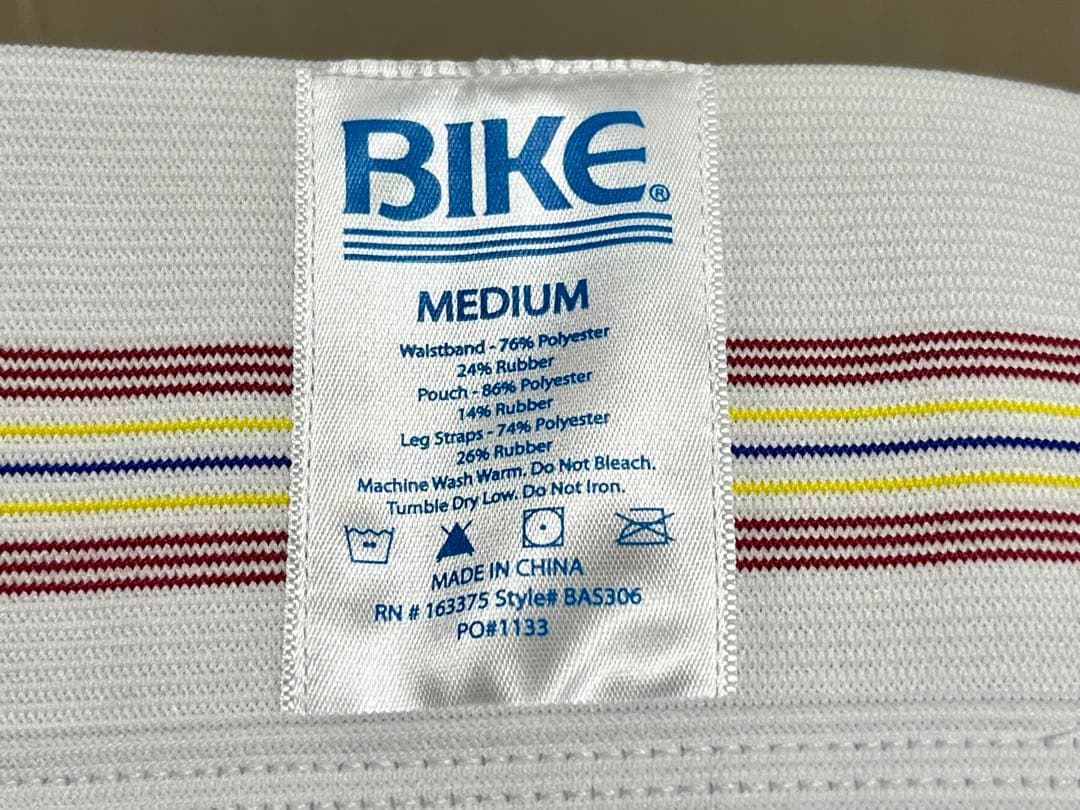 BIKE®
MEDIUM
Waistband - 76% Polyester
24% Rubber
Pouch - 86% Polyester
14% Rubber
Leg Straps - 74% Polyester
26% Rubber
Machine Wash Warm. Do Not Bleach.
Tumble Dry Low. Do Not Iron.
MADE IN CHINA
RN # 163375 Style# BAS306
PO#1133